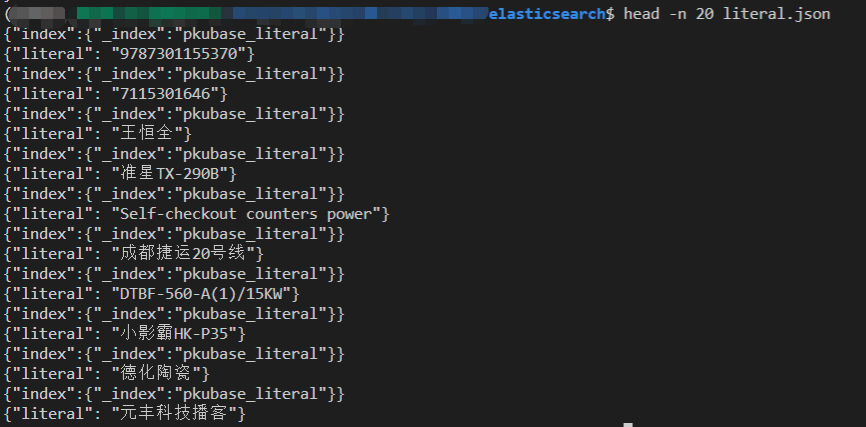 elasticsearch$ head -n 20 literal.json
{"index":{"_index":"pkubase_literal"}}
{"literal": "9787301155370"}
{"index":{"_index":"pkubase_literal"}}
{"literal": "7115301646"}
{"index":{"_index":"pkubase_literal"}}
{"literal": "王恒全"}
{"index":{"_index":"pkubase_literal"}}
{"literal": "准星TX-290B"}
{"index":{"_index":"pkubase_literal"}}
{"literal": "Self-checkout counters power"}
{"index":{"_index":"pkubase_literal"}}
{"literal": "成都捷运20号线"}
{"index":{"_index":"pkubase_literal"}}
{"literal": "DTBF-560-A(1)/15KW"}
{"index":{"_index":"pkubase_literal"}}
{"literal": "小影霸HK-P35"}
{"index":{"_index":"pkubase_literal"}}
{"literal": "德化陶瓷"}
{"index":{"_index":"pkubase_literal"}}
{"literal": "元丰科技播客"}